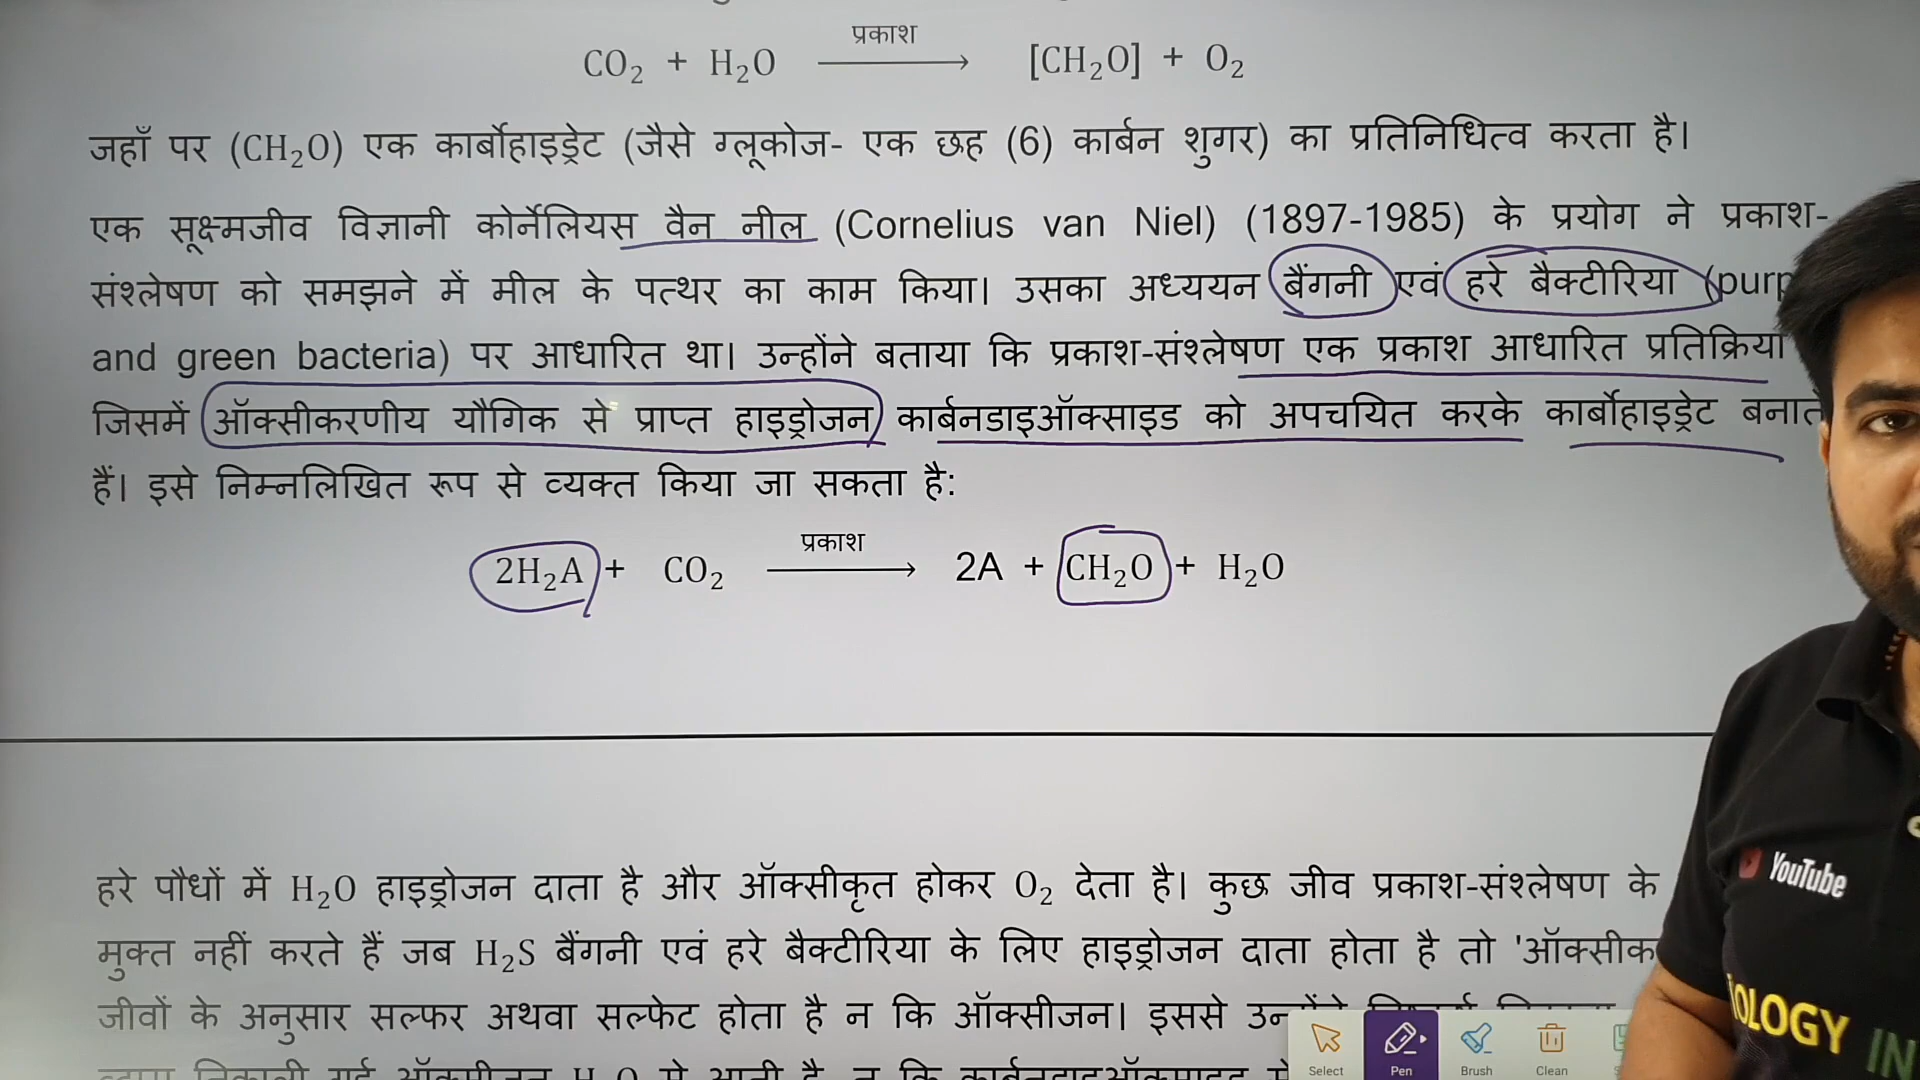 CO₂ + H₂O प्रकाश ⟶ [CH₂O] + O₂
जहाँ पर (CH₂O) एक कार्बोहाइड्रेट (जैसे ग्लूकोज- एक छह (6) कार्बन शुगर) का प्रतिनिधित्व करता है।
एक सूक्ष्मजीव विज्ञानी कोर्नेलियस वैन नील (Cornelius van Niel) (1897-1985) के प्रयोग ने प्रकाश-
संश्लेषण को समझने में मील के पत्थर का काम किया। उसका अध्ययन बैंगनी एवं हरे बैक्टीरिया
and green bacteria) पर आधारित था। उन्होंने बताया कि प्रकाश-संश्लेषण एक प्रकाश आधारित प्रतिक्रिया
जिसमें ऑक्सीकरणीय यौगिक से प्राप्त हाइड्रोजन कार्बनडाइऑक्साइड को अपचयित करके कार्बोहाइड्रेट बनाते
हैं। इसे निम्नलिखित रूप से व्यक्त किया जा सकता है:
2H₂A + CO₂ प्रकाश ⟶ 2A + CH₂O + H₂O
हरे पौधों में H₂O हाइड्रोजन दाता है और ऑक्सीकृत होकर O₂ देता है। कुछ जीव प्रकाश-संश्लेषण के
मुक्त नहीं करते हैं जब H₂S बैंगनी एवं हरे बैक्टीरिया के लिए हाइड्रोजन दाता होता है तो
जीवों के अनुसार सल्फर अथवा सल्फेट होता है न कि ऑक्सीजन। इससे
YouTube
OLOGY IN
Select Pen Brush Clean